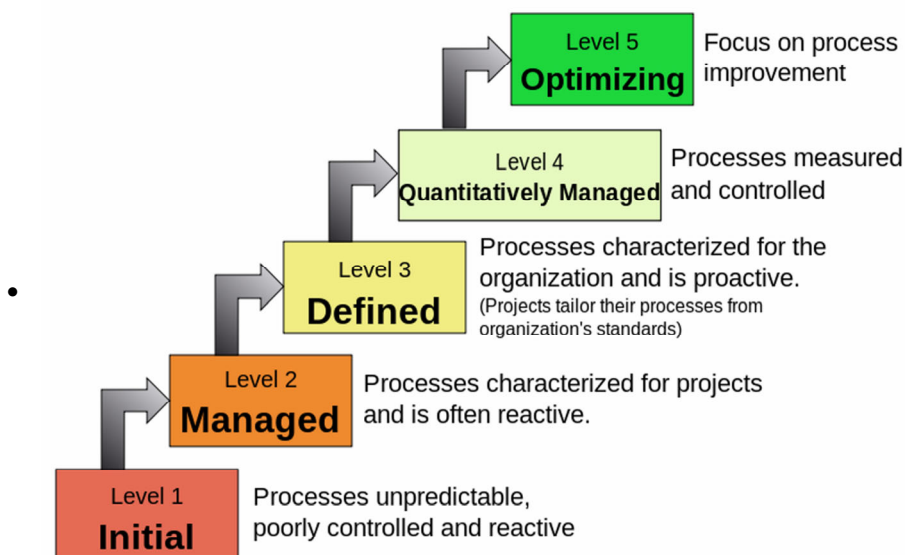 Level 5
Optimizing
Focus on process
improvement
Level 4
Quantitatively Managed
Processes measured
and controlled
Level 3
Defined
Processes characterized for the
organization and is proactive.
(Projects tailor their processes from
organization's standards)
Level 2
Managed
Processes characterized for projects
and is often reactive.
Level 1
Initial
Processes unpredictable,
poorly controlled and reactive